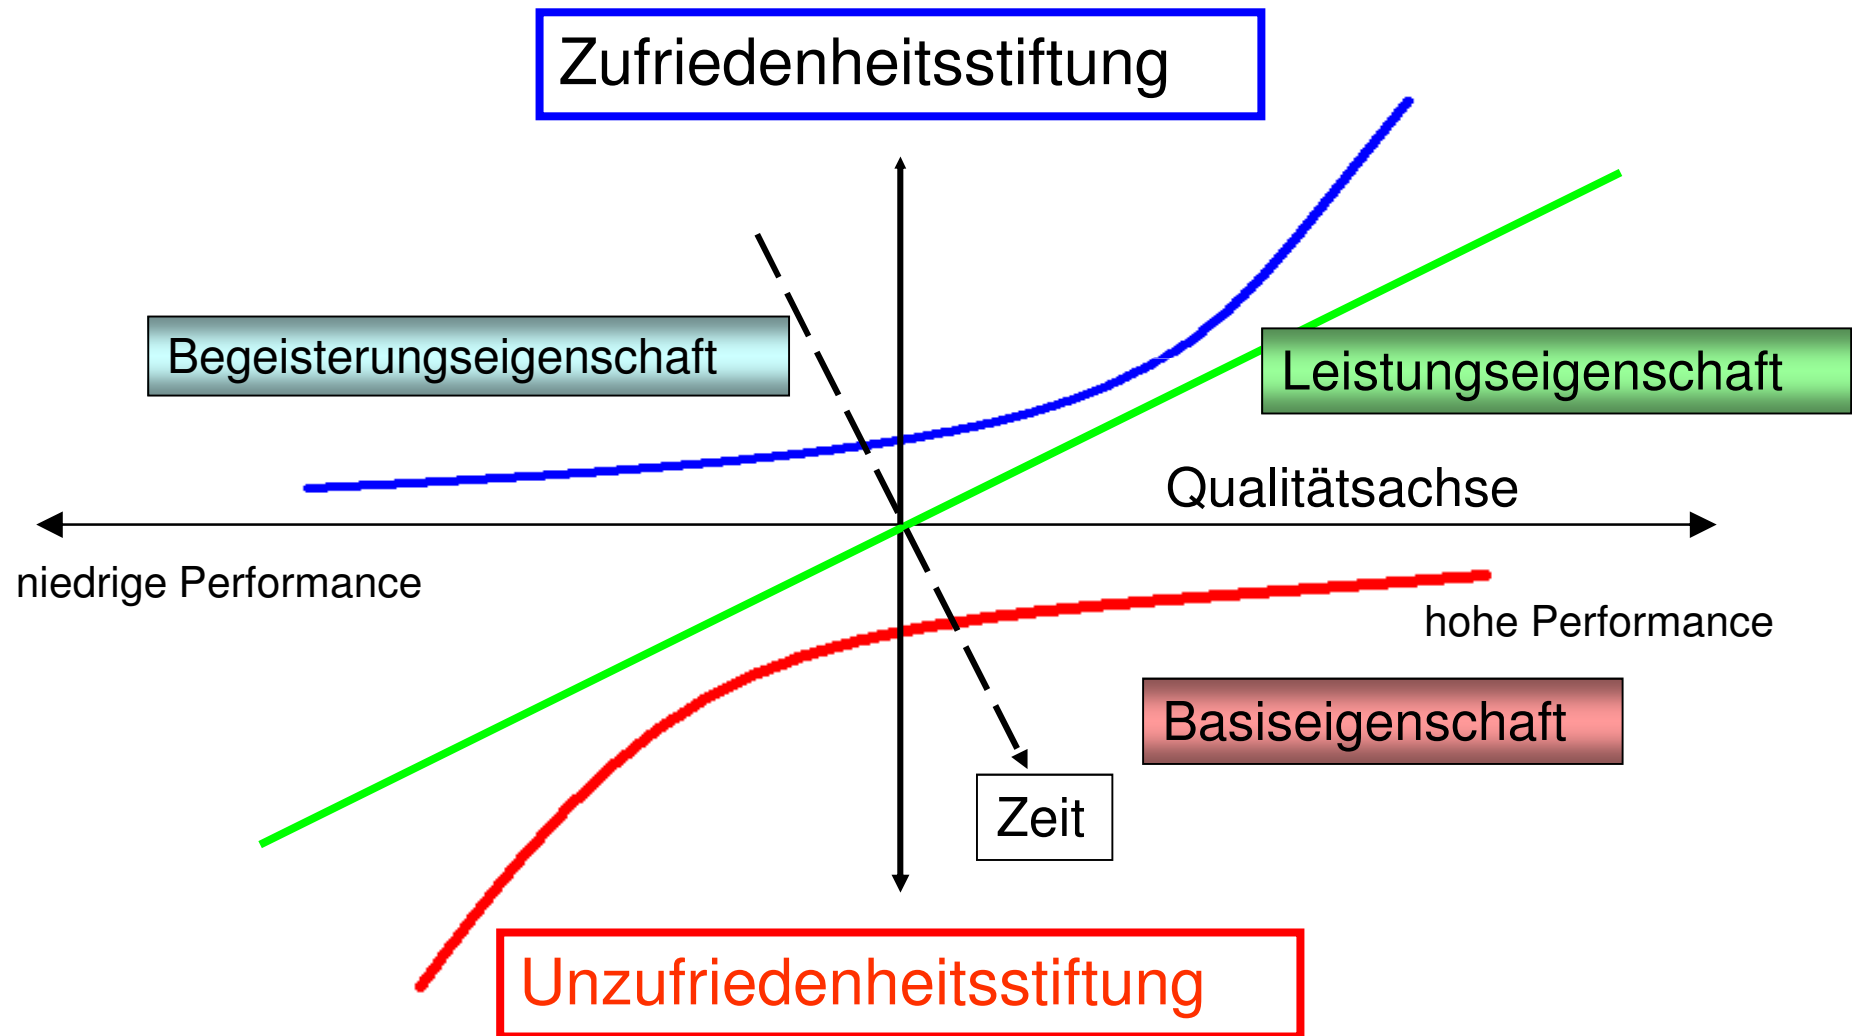 Zufriedenheitsstiftung
Begeisterungseigenschaft
Leistungseigenschaft
Qualitätsachse
niedrige Performance
hohe Performance
Basiseigenschaft
Zeit
Unzufriedenheitsstiftung